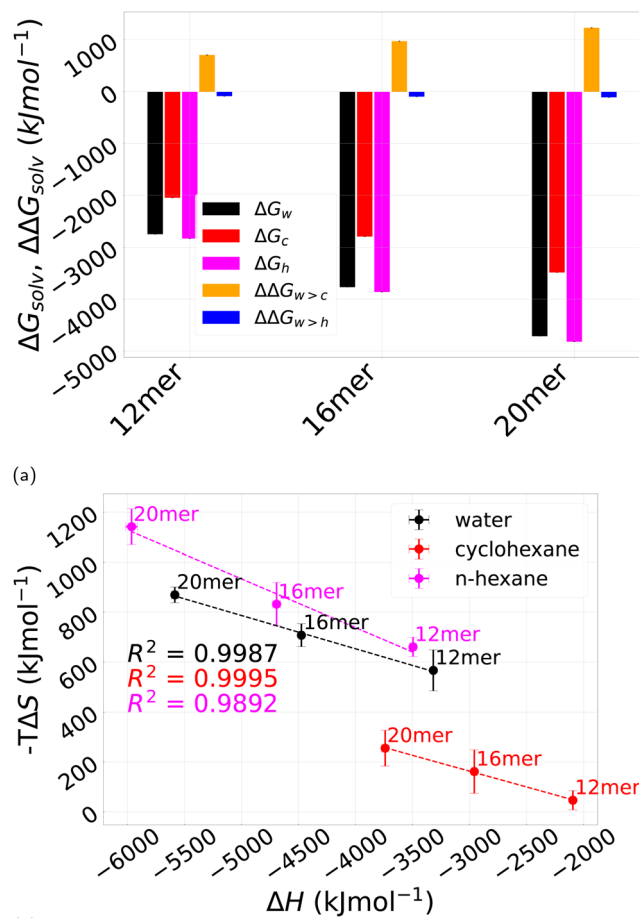 ΔG_solv, ΔΔG_solv (kJmol⁻¹)
1000
0
−1000
−2000
−3000
−4000
−5000
ΔG_w
ΔG_c
ΔG_h
ΔΔG_w>c
ΔΔG_w>h
12mer
16mer
20mer
(a)
-TΔS (kJmol⁻¹)
1200
1000
800
600
400
200
0
water
cyclohexane
n-hexane
20mer
20mer
16mer
16mer
12mer
12mer
R² = 0.9987
R² = 0.9995
R² = 0.9892
20mer
16mer
12mer
−6000
−5500
−5000
−4500
−4000
−3500
−3000
−2500
−2000
ΔH (kJmol⁻¹)